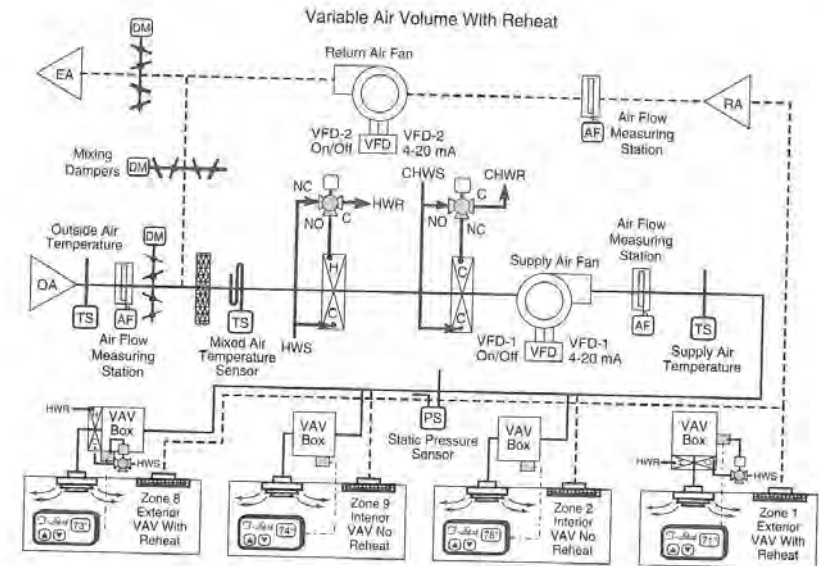 Variable Air Volume With Reheat
DM
Return Air Fan
EA
RA
VFD-2
On/Off
VFD
VFD-2
4-20 mA
AF
Air Flow
Measuring
Station
Mixing
Dampers
DM
CHWS
CHWR
NC
C
HWR
NO
C
NO
NC
Outside Air
Temperature
DM
Air Flow
Measuring
Station
OA
H
C
C
C
Supply Air Fan
TS
AF
TS
AF
TS
Air Flow
Measuring
Station
Mixed Air
Temperature
Sensor
HWS
VFD-1
On/Off
VFD
VFD-1
4-20 mA
Supply Air
Temperature
HWR
H
VAV
Box
HWS
VAV
Box
PS
Static Pressure
Sensor
VAV
Box
VAV
Box
HWR
HWS
Zone 8
Exterior
VAV With
Reheat
73°
Zone 9
Interior
VAV No
Reheat
74°
Zone 2
Interior
VAV No
Reheat
Zone 1
Exterior
VAV With
Reheat
71°